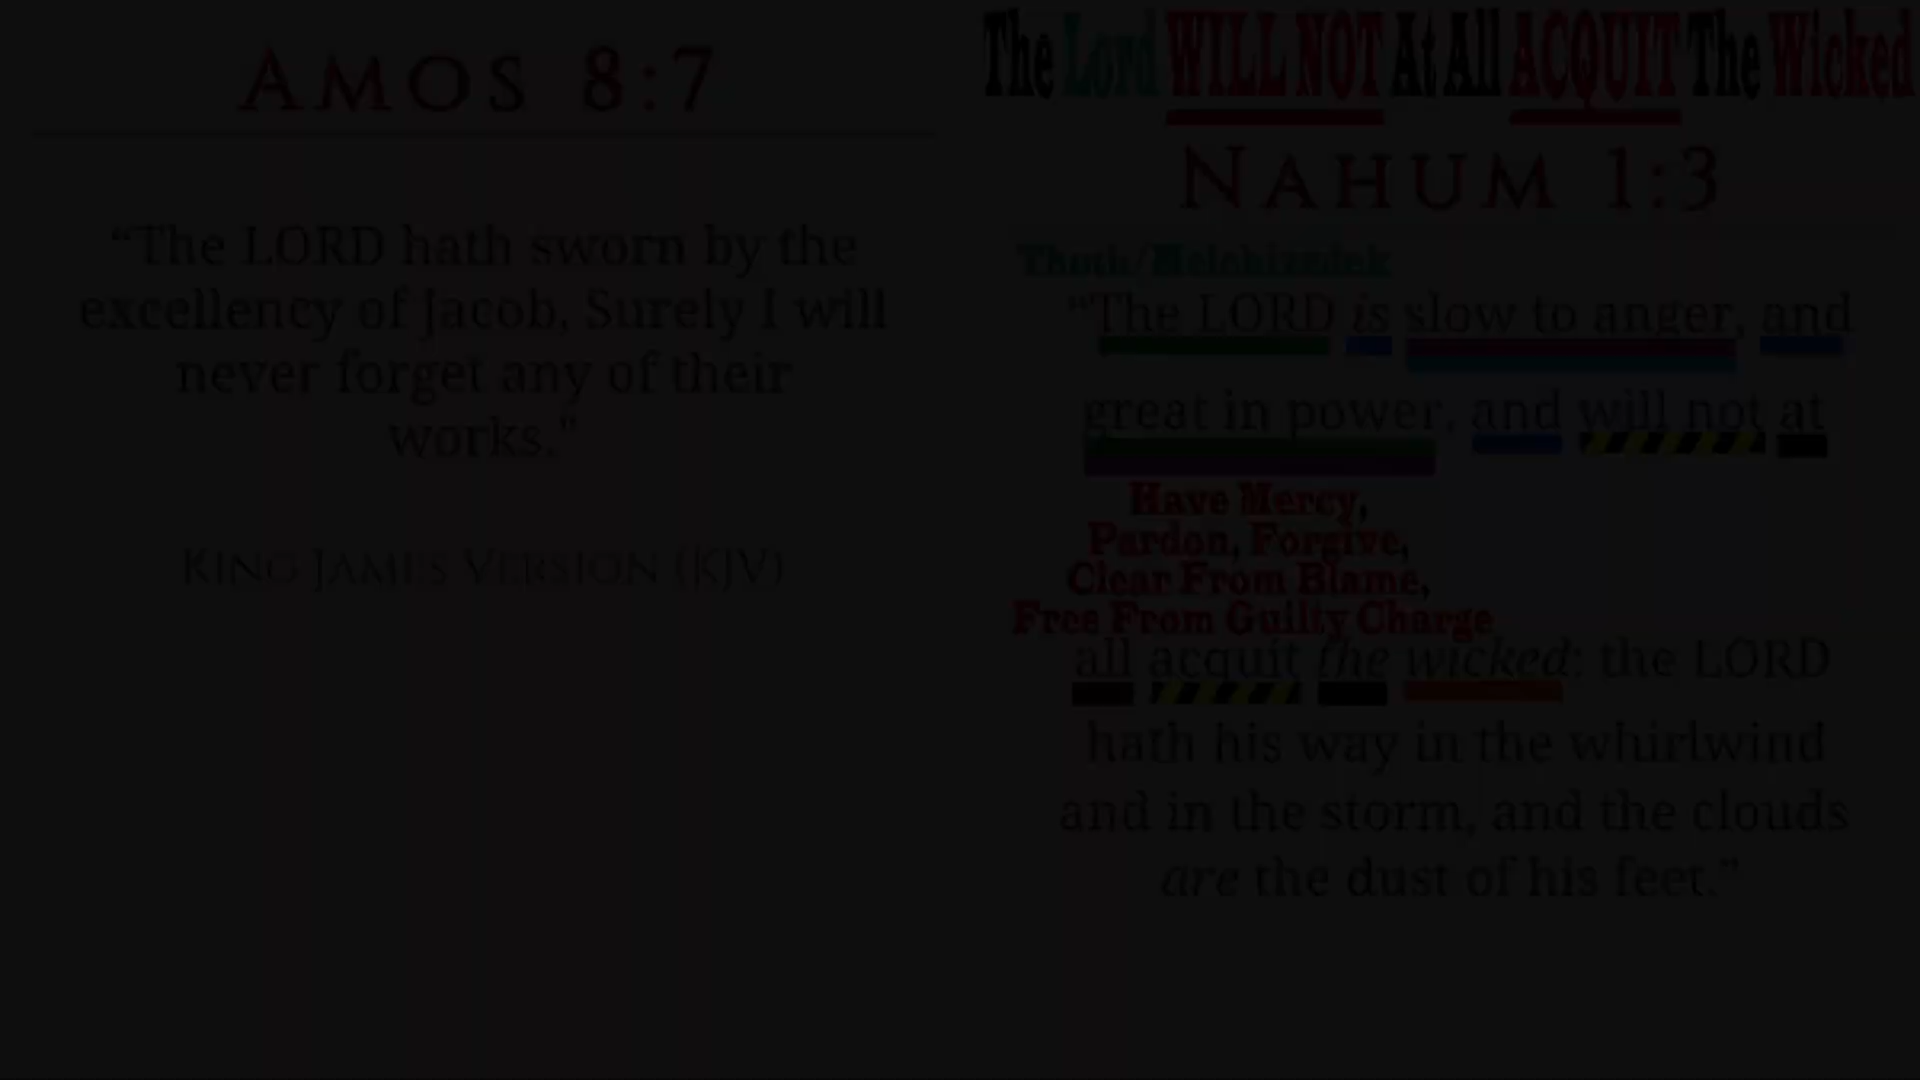 AMOS 8:7
“The LORD hath sworn by the
excellency of Jacob, Surely I will
never forget any of their
works.”
KING JAMES VERSION (KJV)
The Lord WILL NOT At All ACQUIT The Wicked
NAHUM 1:3
Thoth/Melchizedek
“The LORD is slow to anger, and
great in power, and will not at
Have Mercy,
Pardon, Forgive,
Clear From Blame,
Free From Guilty Charge
all acquit the wicked: the LORD
hath his way in the whirlwind
and in the storm, and the clouds
are the dust of his feet.”